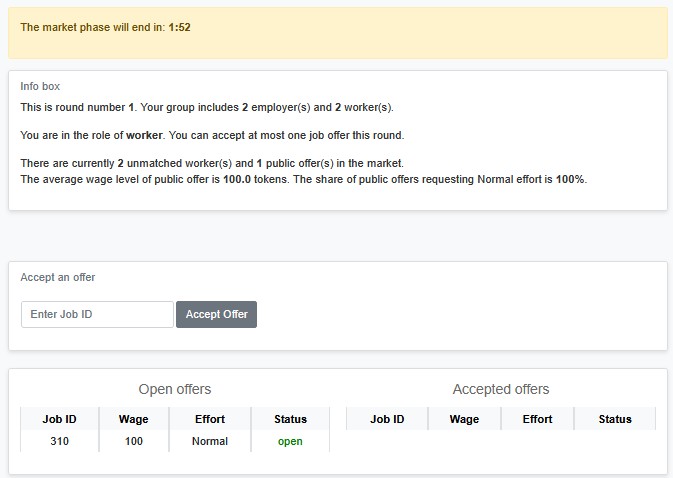 The market phase will end in: 1:52
Info box
This is round number 1. Your group includes 2 employer(s) and 2 worker(s).
You are in the role of worker. You can accept at most one job offer this round.
There are currently 2 unmatched worker(s) and 1 public offer(s) in the market.
The average wage level of public offer is 100.0 tokens. The share of public offers requesting Normal effort is 100%.
Accept an offer
Enter Job ID Accept Offer
Open offers
Job ID Wage Effort Status
310 100 Normal open
Accepted offers
Job ID Wage Effort Status